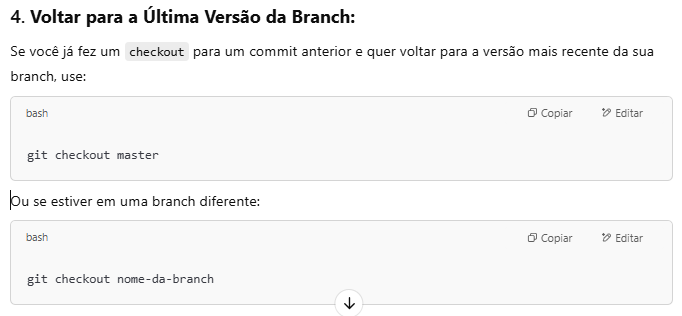 4. Voltar para a Última Versão da Branch:
Se você já fez um checkout para um commit anterior e quer voltar para a versão mais recente da sua
branch, use:
bash Copiar Editar
git checkout master
Ou se estiver em uma branch diferente:
bash Copiar Editar
git checkout nome-da-branch